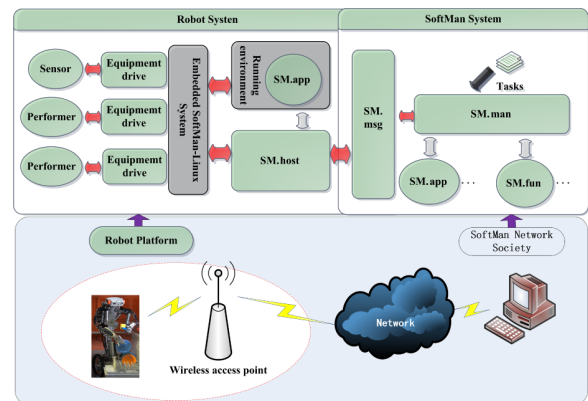 Robot Systen
SoftMan System
Sensor
Equipmemt
drive
Performer
Equipmemt
drive
Performer
Equipmemt
drive
Embedded SoftMan-Linux
System
Running
environment
SM.app
SM.host
SM.
msg
Tasks
SM.man
SM.app
...
SM.fun
...
Robot Platform
SoftMan Network
Society
Network
Wireless access point